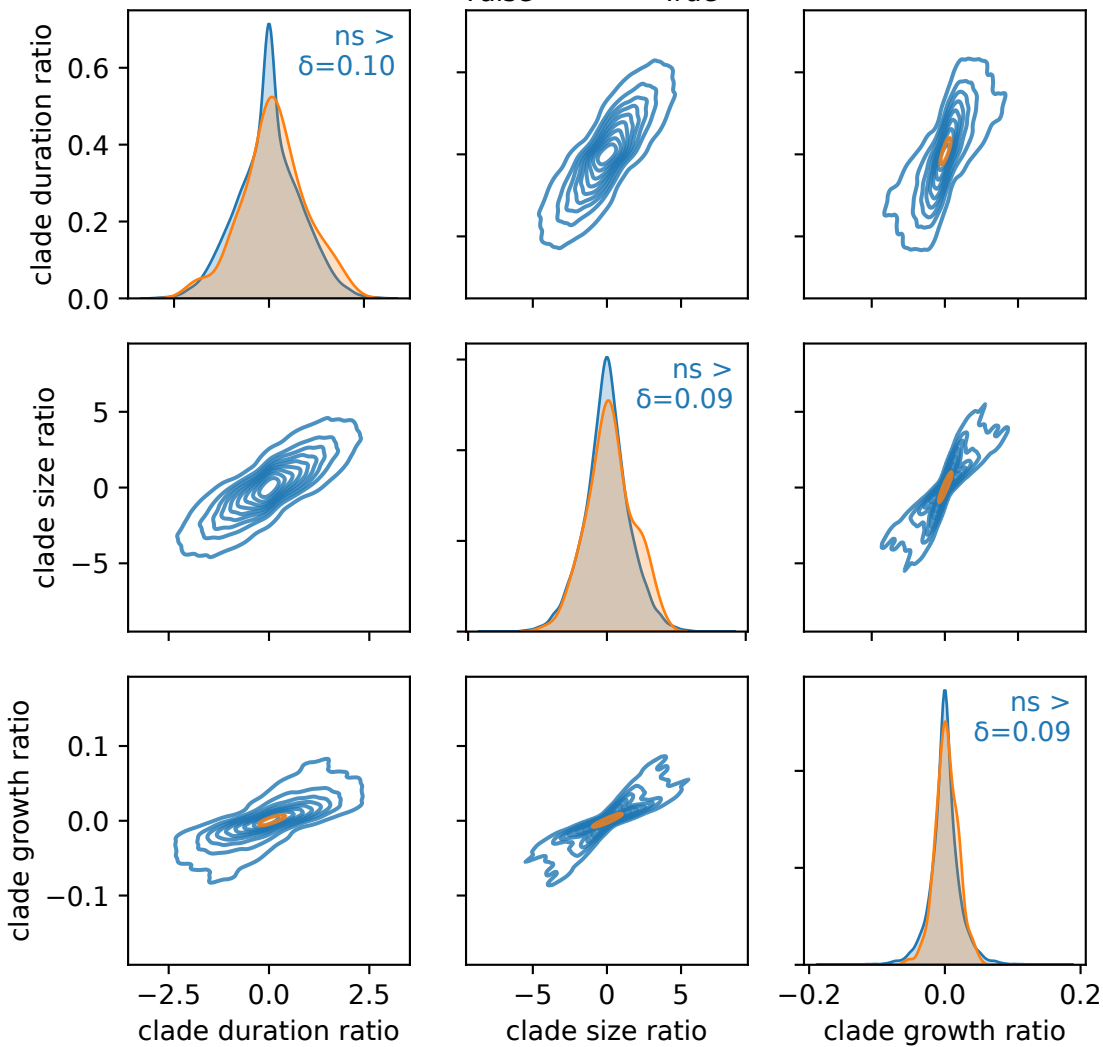 ns >
δ=0.10
clade duration ratio
0.6
0.4
0.2
0.0
ns >
δ=0.09
clade size ratio
5
0
−5
ns >
δ=0.09
clade growth ratio
0.1
0.0
−0.1
−2.5 0.0 2.5
−5 0 5
−0.2 0.0 0.2
clade duration ratio
clade size ratio
clade growth ratio